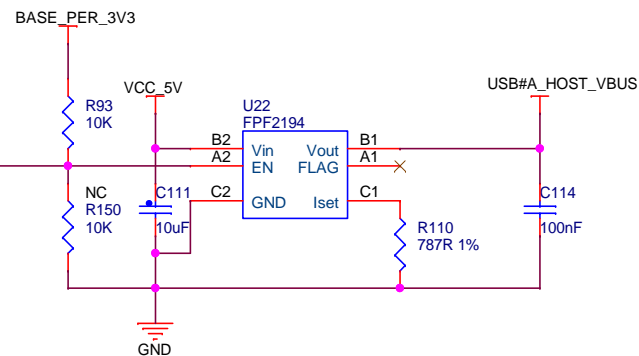 BASE_PER_3V3
VCC_5V
USB#A_HOST_VBUS
R93
10K
U22
FPF2194
B2
Vin
Vout
B1
A2
EN
FLAG
A1
NC
R150
10K
C111
10uF
C2
GND
Iset
C1
R110
787R 1%
C114
100nF
GND